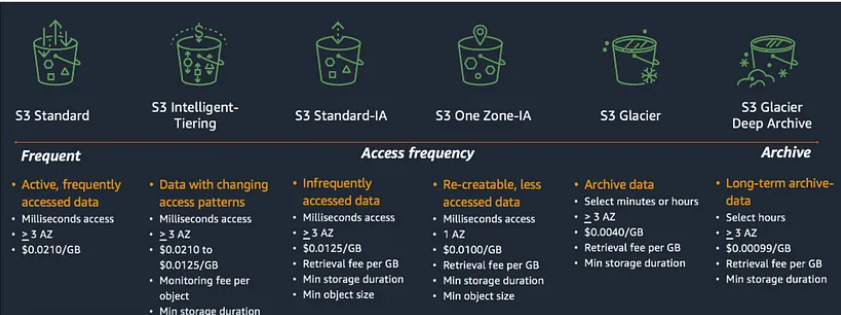 S3 Standard
S3 Intelligent-
Tiering
S3 Standard-IA
S3 One Zone-IA
S3 Glacier
S3 Glacier
Deep Archive
Frequent
Access frequency
Archive
• Active, frequently
accessed data
• Milliseconds access
• ≥ 3 AZ
• $0.0210/GB
• Data with changing
access patterns
• Milliseconds access
• ≥ 3 AZ
• $0.0210 to
$0.0125/GB
• Monitoring fee per
object
• Min storage duration
• Infrequently
accessed data
• Milliseconds access
• ≥ 3 AZ
• $0.0125/GB
• Retrieval fee per GB
• Min storage duration
• Min object size
• Re-creatable, less
accessed data
• Milliseconds access
• 1 AZ
• $0.0100/GB
• Retrieval fee per GB
• Min storage duration
• Min object size
• Archive data
• Select minutes or hours
• ≥ 3 AZ
• $0.0040/GB
• Retrieval fee per GB
• Min storage duration
• Long-term archive-
data
• Select hours
• ≥ 3 AZ
• $0.00099/GB
• Retrieval fee per GB
• Min storage duration